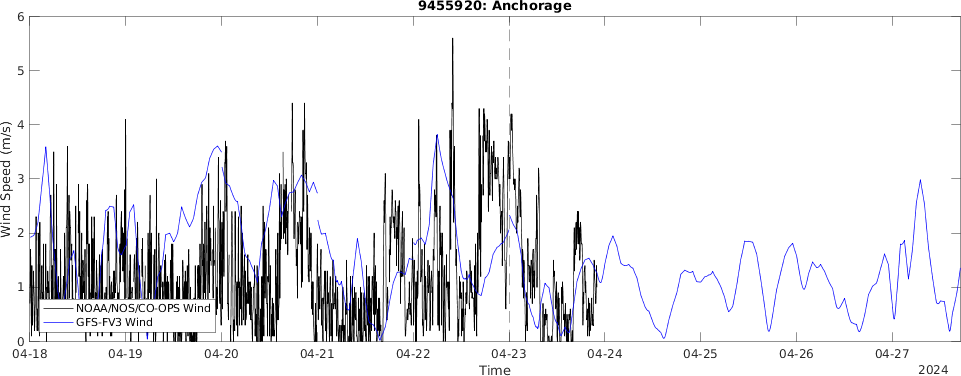 9455920: Anchorage
6
5
4
3
2
1
0
Wind Speed (m/s)
NOAA/NOS/CO-OPS Wind
GFS-FV3 Wind
04-18 04-19 04-20 04-21 04-22 04-23 04-24 04-25 04-26 04-27
Time
2024